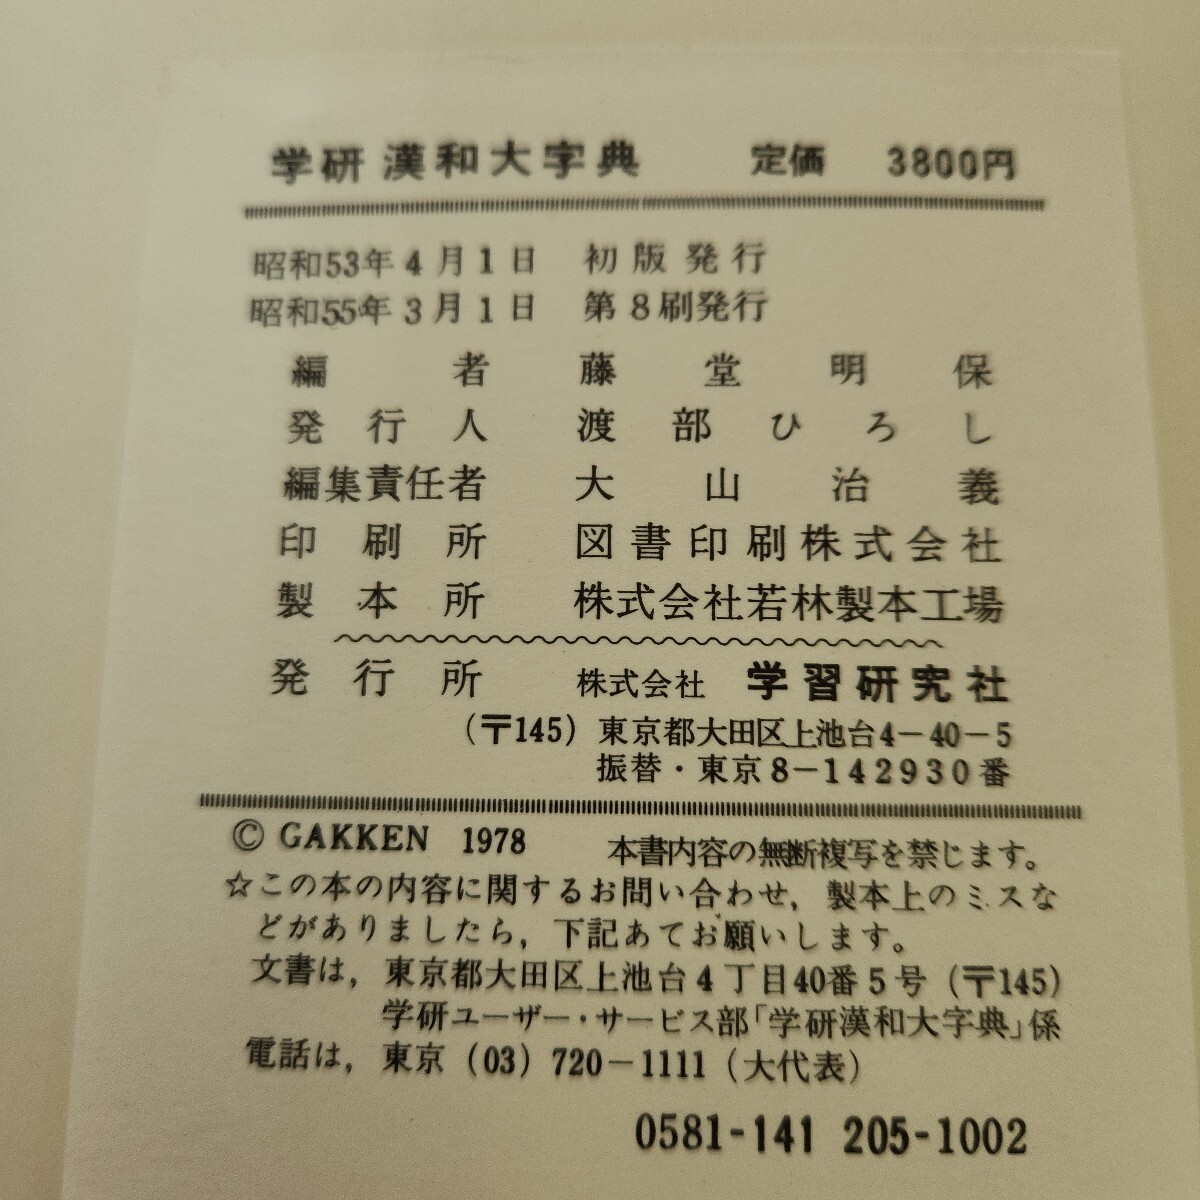 学研 漢和大字典 定価 3800円
昭和53年4月1日 初版発行
昭和55年3月1日 第8刷発行
編者 藤堂明保
発行人 渡部ひろし
編集責任者 大山治義
印刷所 図書印刷株式会社
製本所 株式会社若林製本工場
発行所 株式会社 学習研究社
(〒145) 東京都大田区上池台4-40-5
振替・東京8-142930番
© GAKKEN 1978 本書内容の無断複写を禁じます。
☆この本の内容に関するお問い合わせ, 製本上のミスな
どがありましたら, 下記あてお願いします。
文書は, 東京都大田区上池台4丁目40番5号 (〒145)
学研ユーザー・サービス部「学研漢和大字典」係
電話は, 東京 (03) 720-1111 (大代表)
0581-141 205-1002